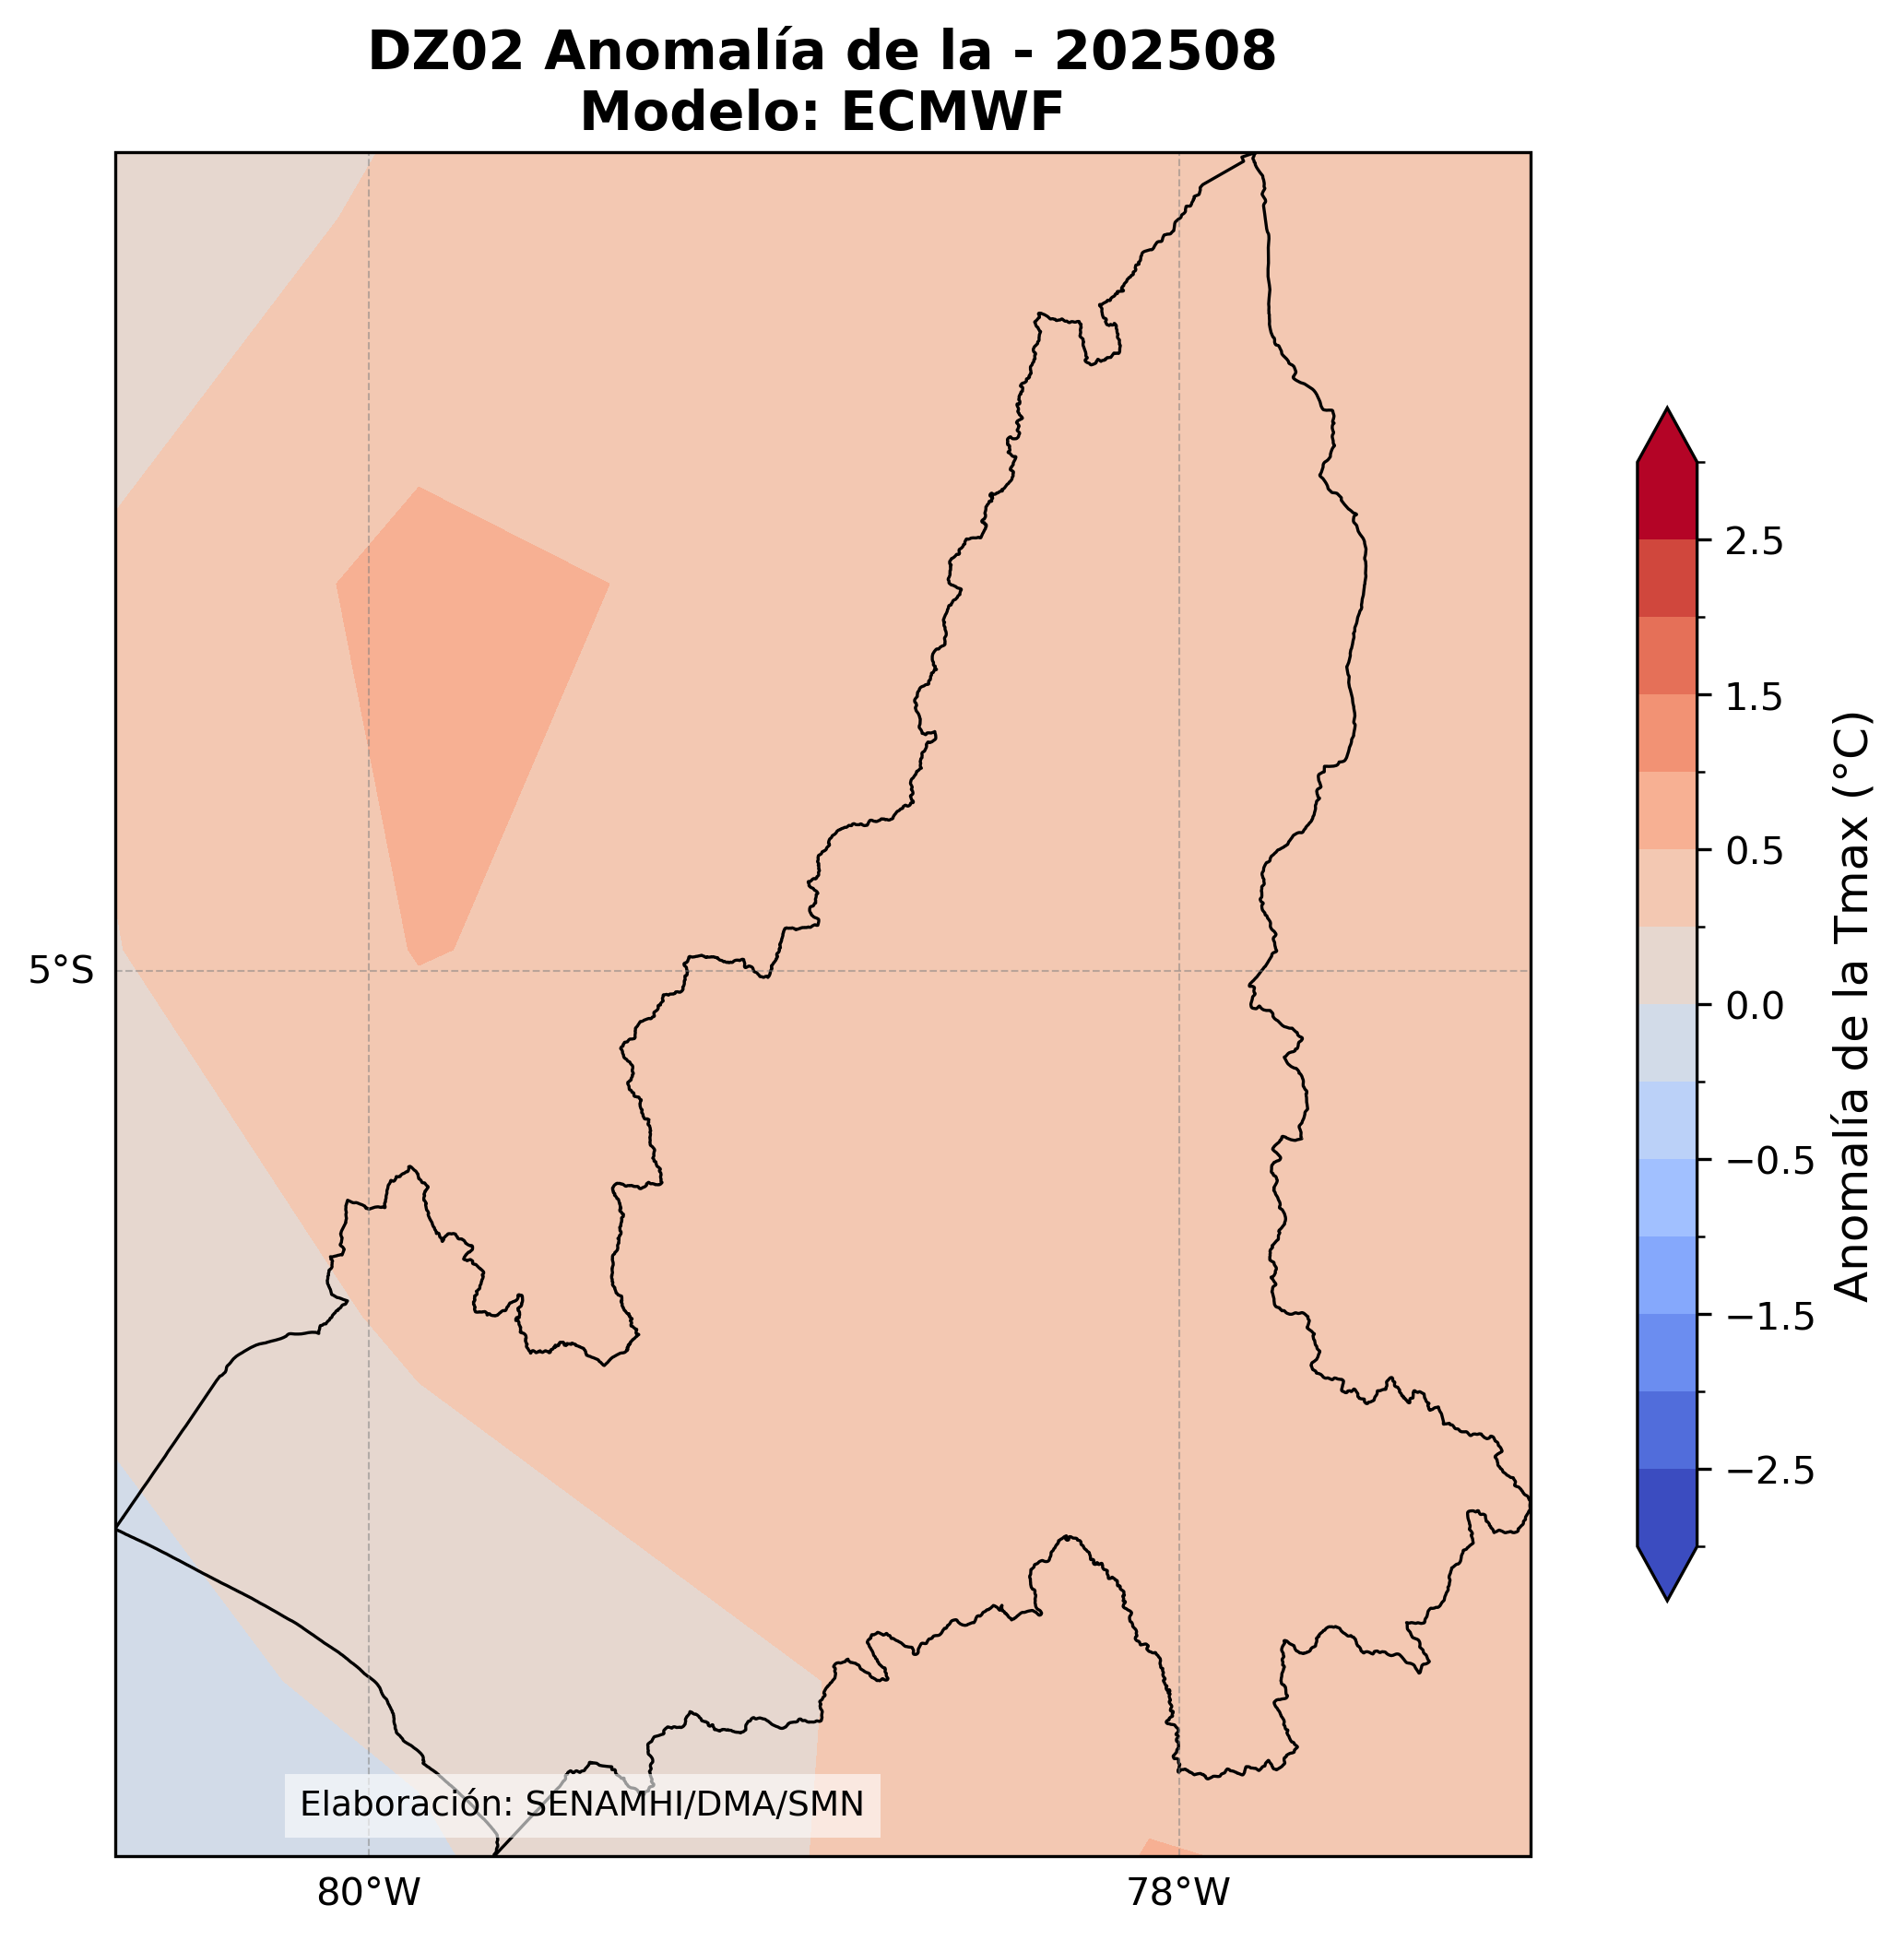 DZ02 Anomalía de la - 202508
Modelo: ECMWF
5°S
80°W
78°W
Elaboración: SENAMHI/DMA/SMN
2.5
1.5
0.5
0.0
−0.5
−1.5
−2.5
Anomalía de la Tmax (°C)